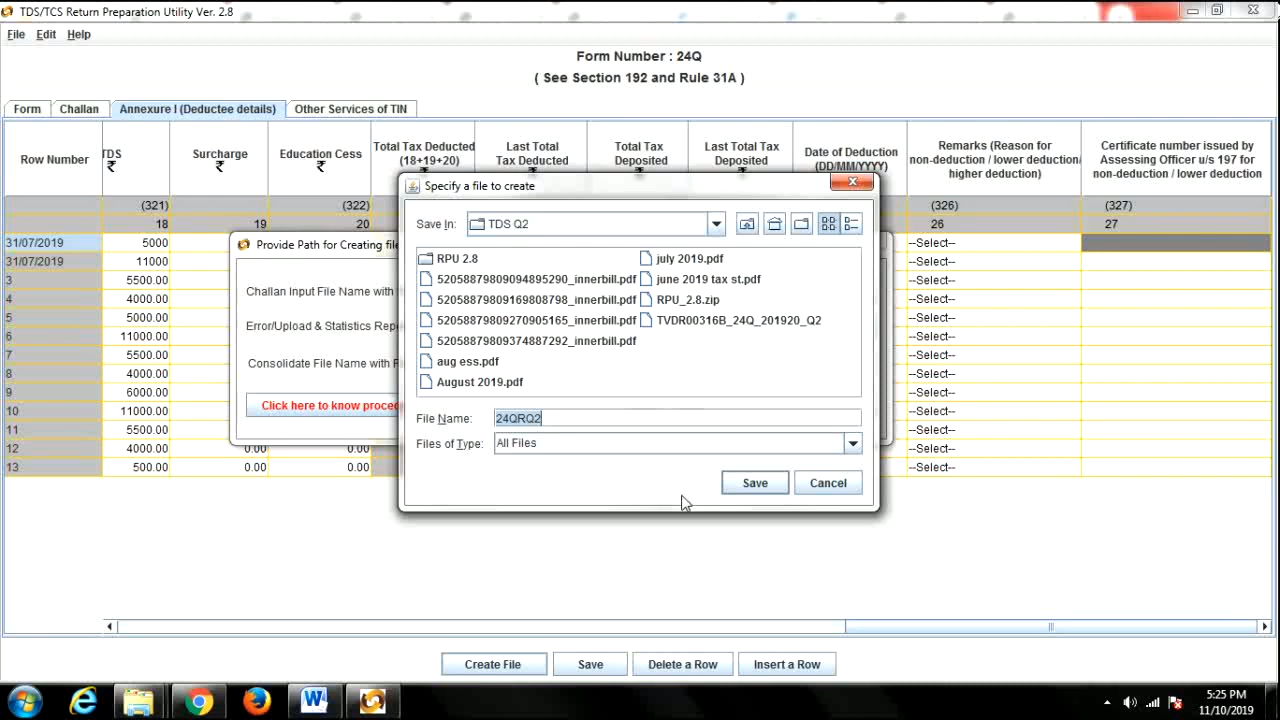 TDS/TCS Return Preparation Utility Ver. 2.8
File Edit Help
Form Number : 24Q
( See Section 192 and Rule 31A )
Form Challan Annexure I (Deductee details) Other Services of TIN
Row Number
TDS
₹
Surcharge
₹
Education Cess
₹
Total Tax Deducted
(18+19+20)
Last Total
Tax Deducted
Total Tax
Deposited
Last Total Tax
Deposited
Date of Deduction
(DD/MM/YYYY)
Remarks (Reason for
non-deduction / lower deduction/
higher deduction)
Certificate number issued by
Assessing Officer u/s 197 for
non-deduction / lower deduction
(321) (322) (326) (327)
18 19 20 26 27
31/07/2019 5000 --Select--
31/07/2019 11000 --Select--
3 5500.00 --Select--
4 4000.00 --Select--
5 5000.00 --Select--
6 11000.00 --Select--
7 5500.00 --Select--
8 4000.00 --Select--
9 6000.00 --Select--
10 11000.00 --Select--
11 5500.00 --Select--
12 4000.00 0.00 0.00 --Select--
13 500.00 0.00 0.00 --Select--
Provide Path for Creating file
Challan Input File Name with
Error/Upload & Statistics Rep
Consolidate File Name with
Click here to know proced
Specify a file to create
Save In: TDS Q2
RPU 2.8
52058879809094895290_innerbill.pdf
52058879809169808798_innerbill.pdf
52058879809270905165_innerbill.pdf
52058879809374887292_innerbill.pdf
aug ess.pdf
August 2019.pdf
july 2019.pdf
june 2019 tax st.pdf
RPU_2.8.zip
TVDR00316B_24Q_201920_Q2
File Name: 24QRQ2
Files of Type: All Files
Save Cancel
Create File Save Delete a Row Insert a Row
5:25 PM
11/10/2019